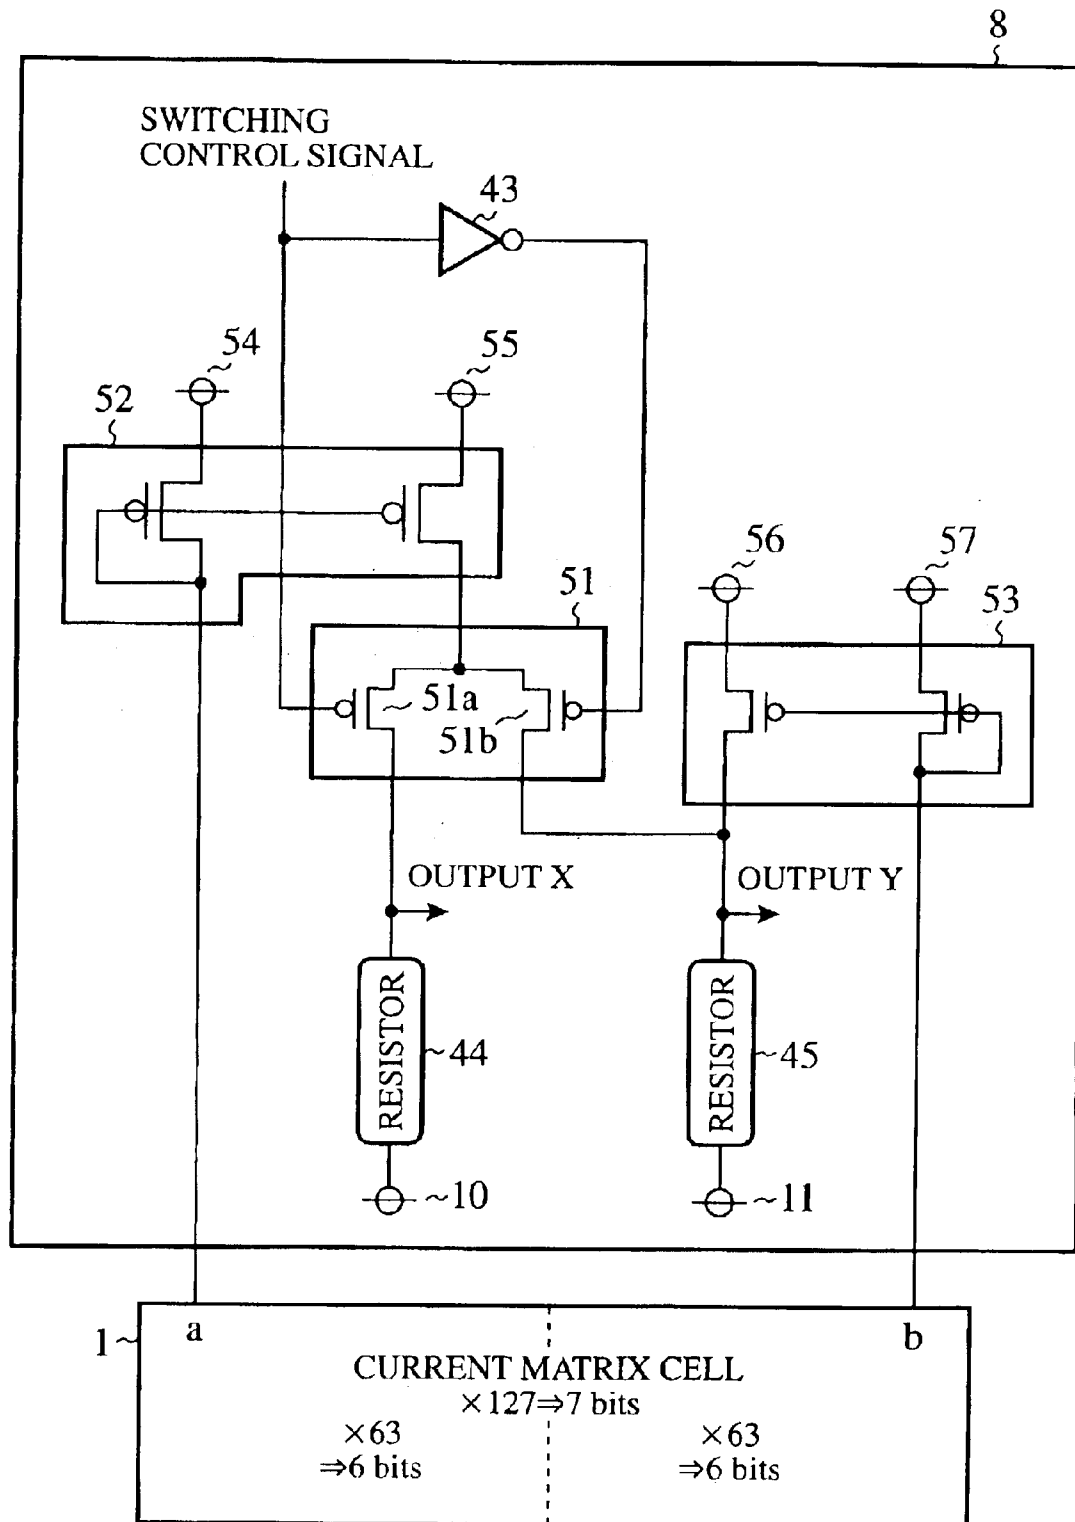 8
SWITCHING
CONTROL SIGNAL
43
54
55
52
56
57
51
53
51a
51b
OUTPUT X
OUTPUT Y
RESISTOR
44
RESISTOR
45
10
11
1
a
b
CURRENT MATRIX CELL
×127⇒7 bits
×63
⇒6 bits
×63
⇒6 bits